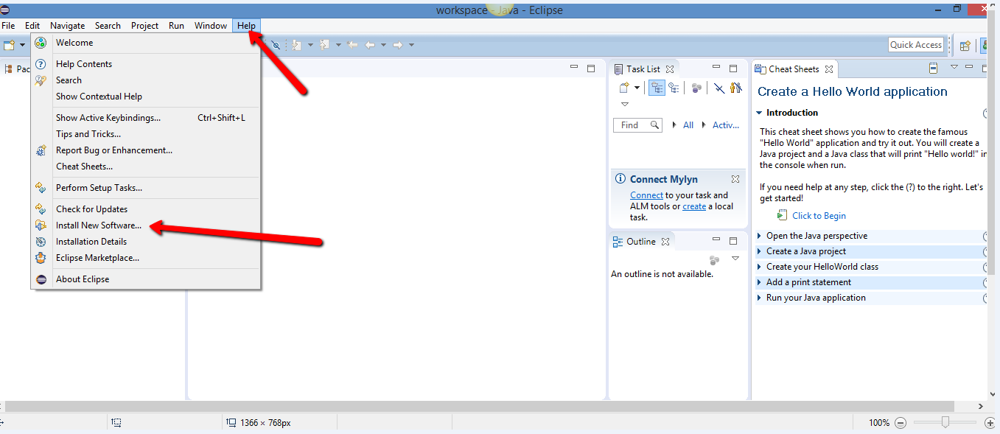 workspace - Java - Eclipse
File Edit Navigate Search Project Run Window Help
Quick Access
Welcome
Help Contents
Search
Show Contextual Help
Show Active Keybindings... Ctrl+Shift+L
Tips and Tricks...
Report Bug or Enhancement...
Cheat Sheets...
Perform Setup Tasks...
Check for Updates
Install New Software...
Installation Details
Eclipse Marketplace...
About Eclipse
Pac
Task List
Find All Activ...
Connect Mylyn
Connect to your task and
ALM tools or create a local
task.
Outline
An outline is not available.
Cheat Sheets
Create a Hello World application
Introduction
This cheat sheet shows you how to create the famous
"Hello World" application and try it out. You will create a
Java project and a Java class that will print "Hello world!" in
the console when run.
If you need help at any step, click the (?) to the right. Let's
get started!
Click to Begin
Open the Java perspective
Create a Java project
Create your HelloWorld class
Add a print statement
Run your Java application
1366 × 768px
100%